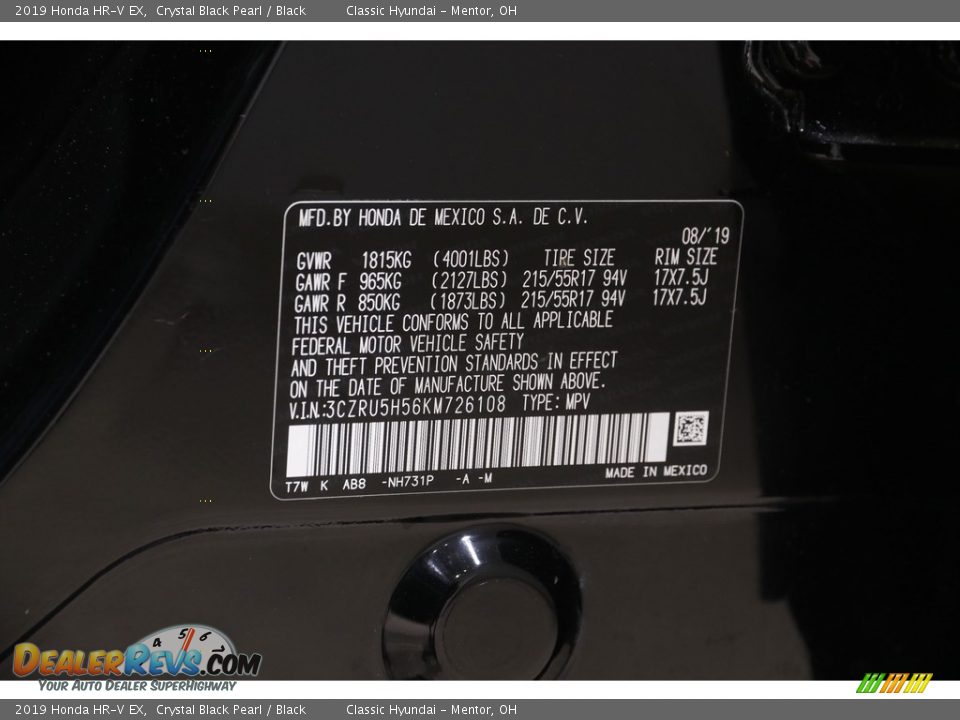 2019 Honda HR-V EX, Crystal Black Pearl / Black Classic Hyundai - Mentor, OH
MFD.BY HONDA DE MEXICO S.A. DE C.V.
08/'19
GVWR 1815KG (4001LBS) TIRE SIZE RIM SIZE
GAWR F 965KG (2127LBS) 215/55R17 94V 17X7.5J
GAWR R 850KG (1873LBS) 215/55R17 94V 17X7.5J
THIS VEHICLE CONFORMS TO ALL APPLICABLE
FEDERAL MOTOR VEHICLE SAFETY
AND THEFT PREVENTION STANDARDS IN EFFECT
ON THE DATE OF MANUFACTURE SHOWN ABOVE.
V.I.N:3CZRU5H56KM726108 TYPE: MPV
T7W K AB8 -NH731P -A -M MADE IN MEXICO
4 5 6 7
DEALERREVS.COM
YOUR AUTO DEALER SUPERHIGHWAY
2019 Honda HR-V EX, Crystal Black Pearl / Black Classic Hyundai - Mentor, OH